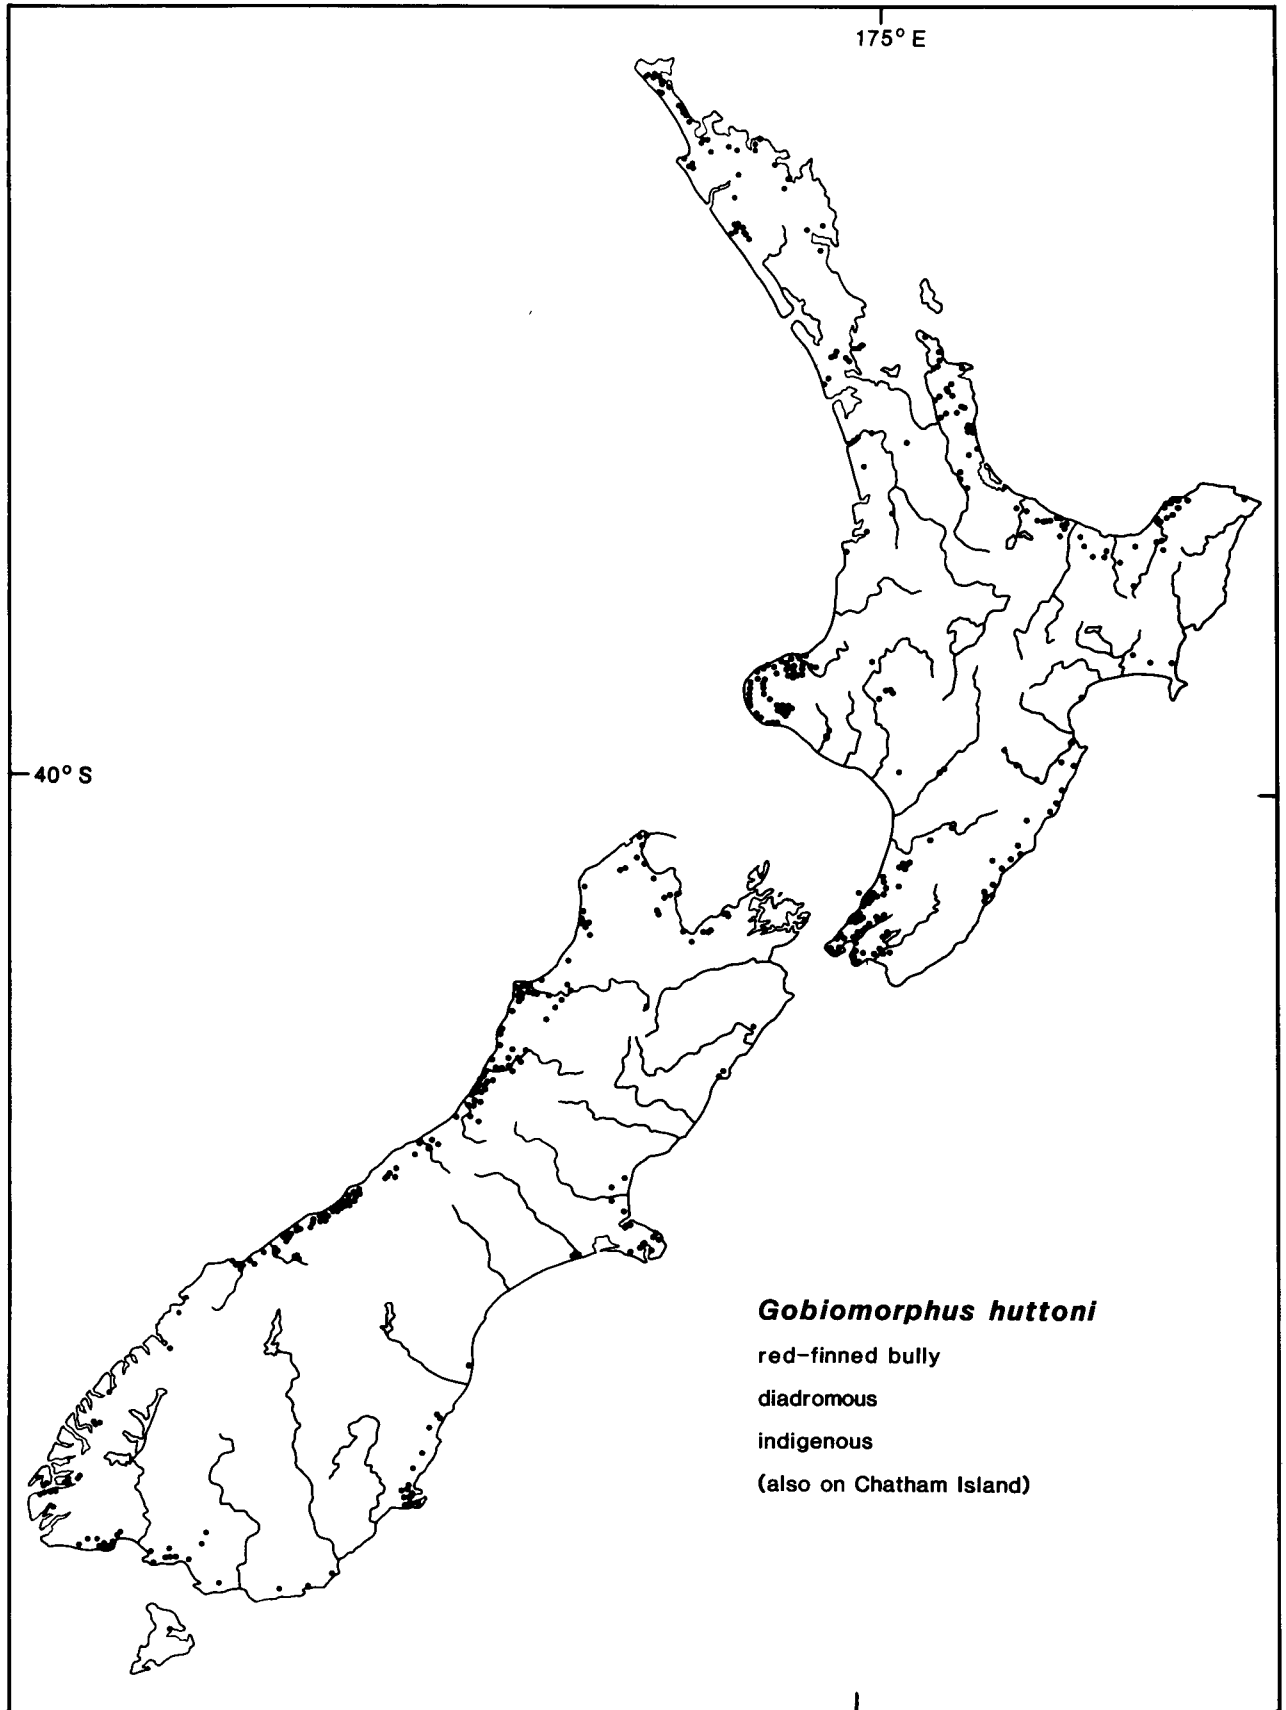 175° E
40° S
Gobiomorphus huttoni
red-finned bully
diadromous
indigenous
(also on Chatham Island)